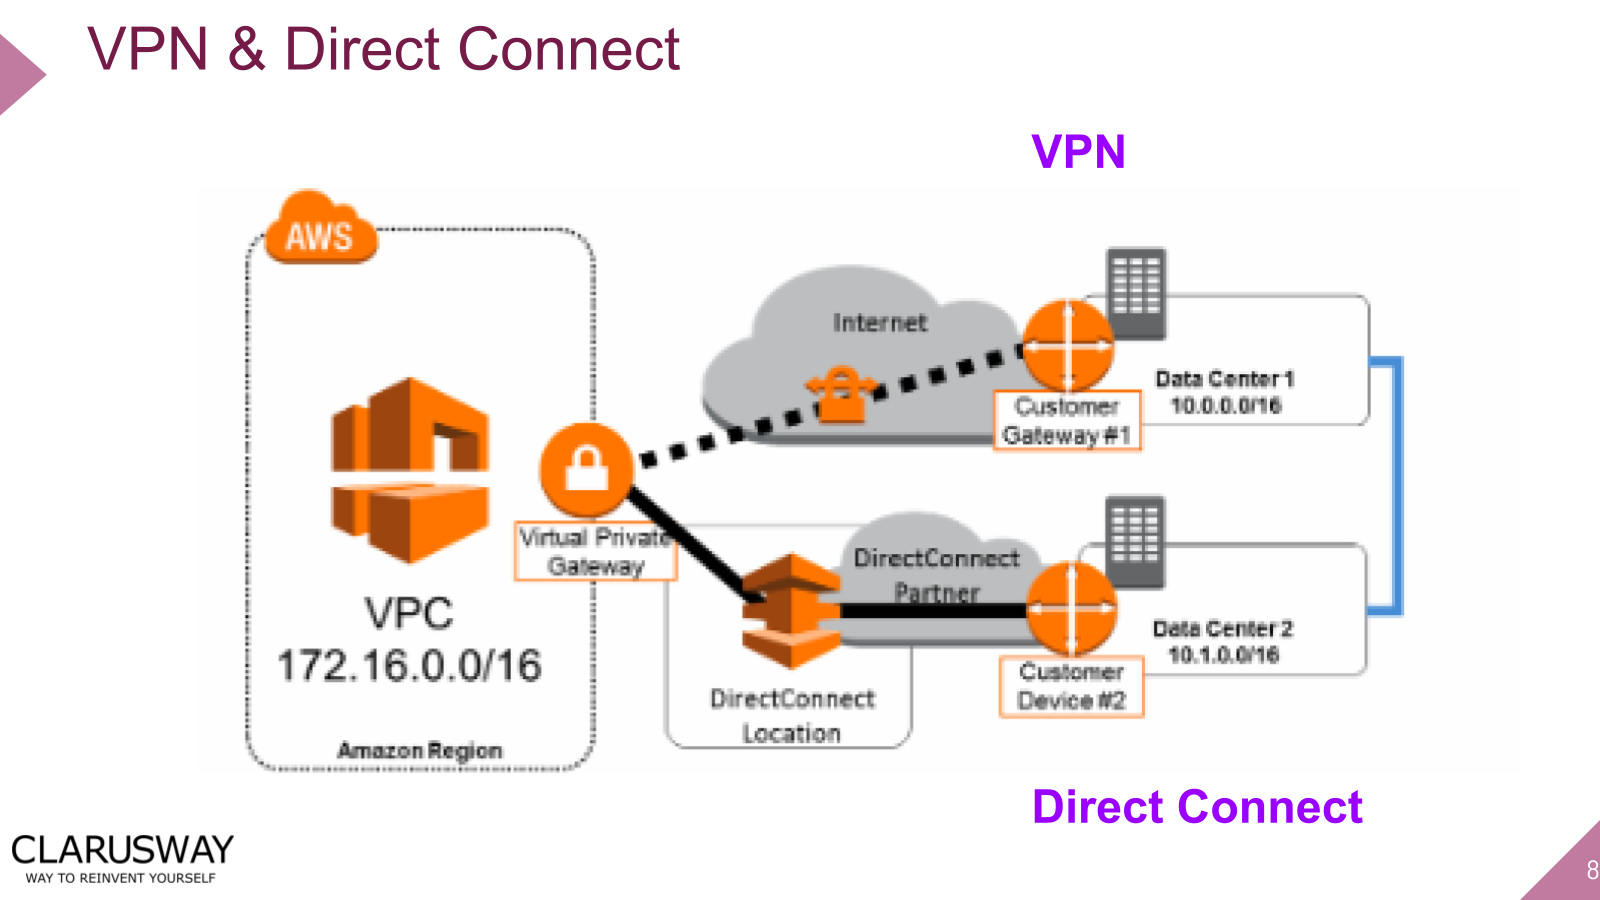 VPN & Direct Connect
VPN
AWS
Internet
Data Center 1
10.0.0.0/16
Customer
Gateway #1
Virtual Private
Gateway
DirectConnect
Partner
VPC
172.16.0.0/16
Data Center 2
10.1.0.0/16
Customer
Device #2
DirectConnect
Location
Amazon Region
Direct Connect
CLARUSWAY
WAY TO REINVENT YOURSELF
8